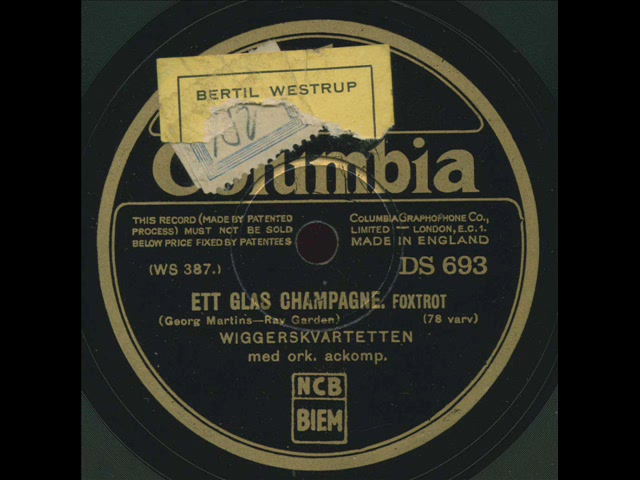 BERTIL WESTRUP
Columbia
THIS RECORD (MADE BY PATENTED
PROCESS) MUST NOT BE SOLD
BELOW PRICE FIXED BY PATENTEES
COLUMBIA GRAPHOPHONE CO.,
LIMITED — LONDON, E.C.1.
MADE IN ENGLAND
(WS 387.)
DS 693
ETT GLAS CHAMPAGNE. FOXTROT
(Georg Martins—Ray Garden)
(78 varv)
WIGGERSKVARTETTEN
med ork. ackomp.
NCB
BIEM